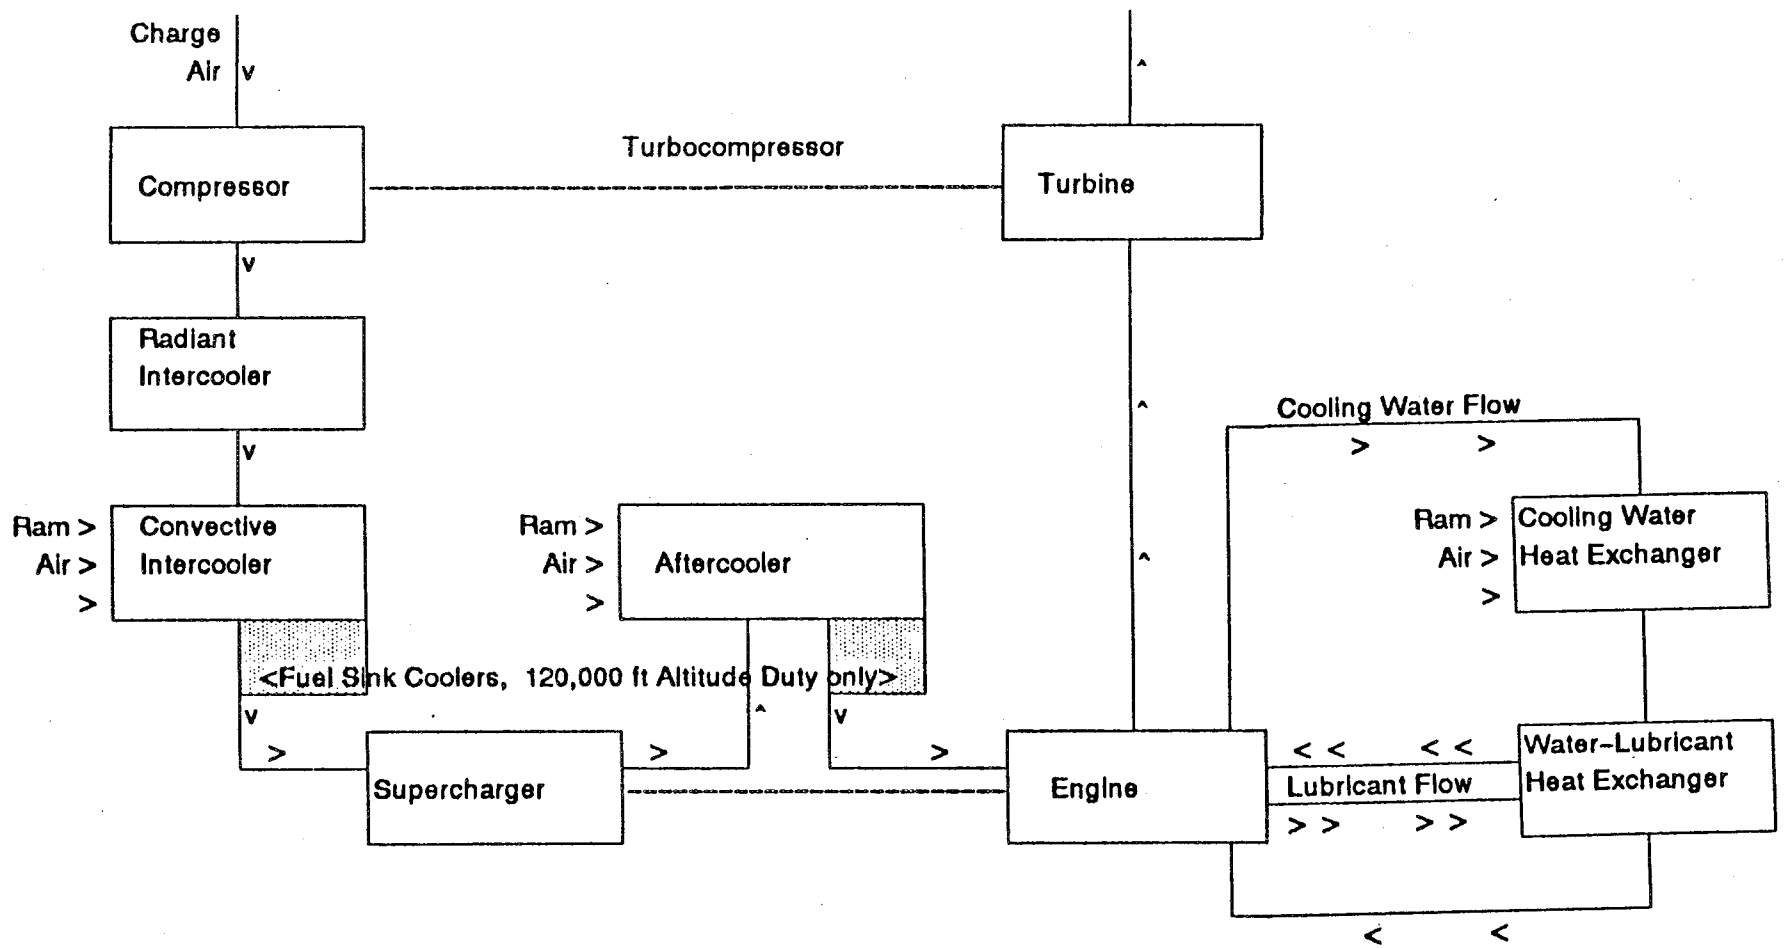 Charge
Air v
^
Turbocompressor
Compressor
Turbine
v
Radiant
Intercooler
^
Cooling Water Flow
v
> >
Ram >
Air >
>
Convective
Intercooler
Ram >
Air >
>
Aftercooler
^
Ram >
Air >
>
Cooling Water
Heat Exchanger
<Fuel Sink Coolers, 120,000 ft Altitude Duty only>
v ^ v
> > >
Supercharger
Engine
< < < <
Lubricant Flow
> > > >
Water-Lubricant
Heat Exchanger
< <